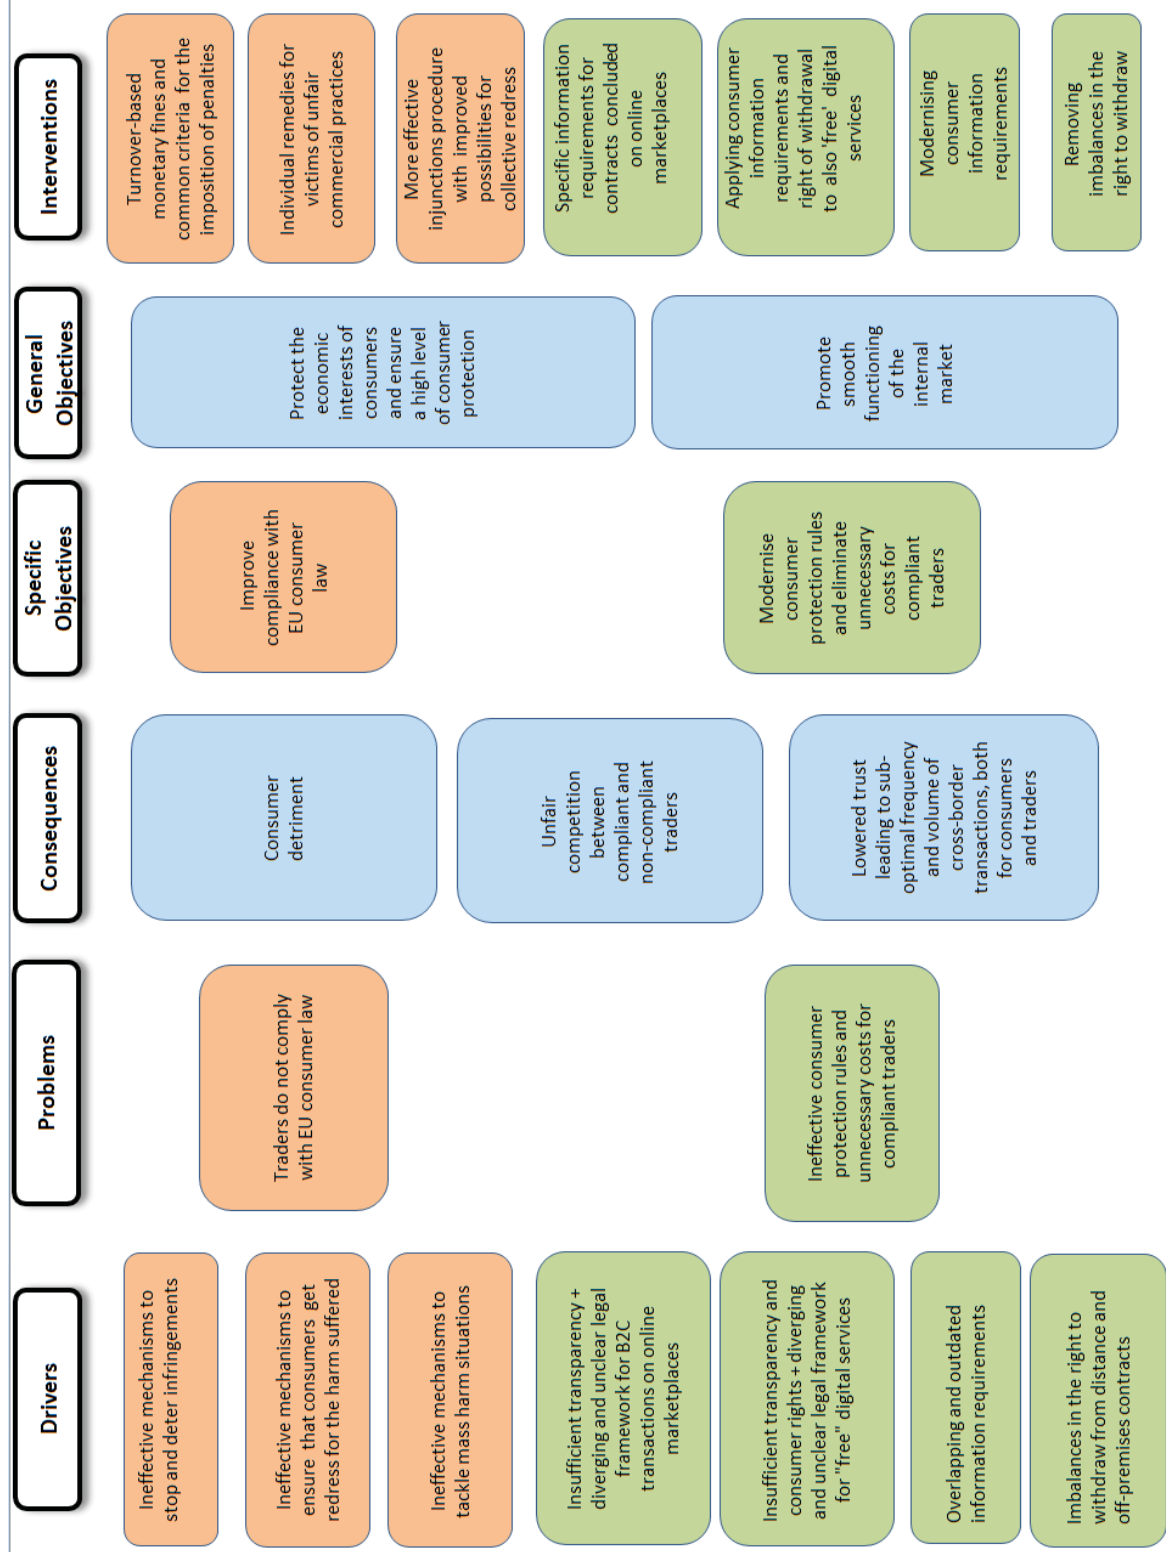 Drivers
Problems
Consequences
Specific
Objectives
General
Objectives
Interventions
Ineffective mechanisms to
stop and deter infringements
Ineffective mechanisms to
ensure that consumers get
redress for the harm suffered
Ineffective mechanisms to
tackle mass harm situations
Insufficient transparency +
diverging and unclear legal
framework for B2C
transactions on online
marketplaces
Insufficient transparency and
consumer rights + diverging
and unclear legal framework
for "free" digital services
Overlapping and outdated
information requirements
Imbalances in the right to
withdraw from distance and
off-premises contracts
Traders do not comply
with EU consumer law
Ineffective consumer
protection rules and
unnecessary costs for
compliant traders
Consumer
detriment
Unfair
competition
between
compliant and
non-compliant
traders
Lowered trust
leading to sub-
optimal frequency
and volume of
cross-border
transactions, both
for consumers
and traders
Improve
compliance with
EU consumer
law
Modernise
consumer
protection rules
and eliminate
unnecessary
costs for
compliant
traders
Protect the
economic
interests of
consumers
and ensure
a high level
of consumer
protection
Promote
smooth
functioning
of the
internal
market
Turnover-based
monetary fines and
common criteria for the
imposition of penalties
Individual remedies for
victims of unfair
commercial practices
More effective
injunctions procedure
with improved
possibilities for
collective redress
Specific information
requirements for
contracts concluded
on online
marketplaces
Applying consumer
information
requirements and
right of withdrawal
to also 'free' digital
services
Modernising
consumer
information
requirements
Removing
imbalances in the
right to withdraw